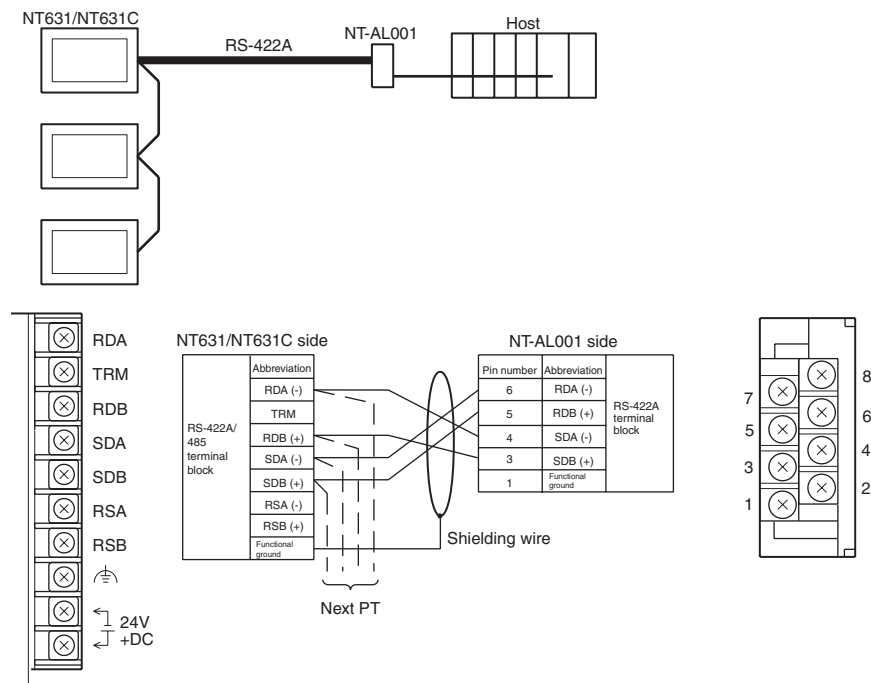 NT631/NT631C
RS-422A
NT-AL001
Host
RDA
TRM
RDB
SDA
SDB
RSA
RSB
24V
+DC
NT631/NT631C side
RS-422A/
485
terminal
block
Abbreviation
RDA (-)
TRM
RDB (+)
SDA (-)
SDB (+)
RSA (-)
RSB (+)
Functional
ground
Next PT
Shielding wire
NT-AL001 side
Pin number Abbreviation
6 RDA (-)
5 RDB (+)
4 SDA (-)
3 SDB (+)
1 Functional
ground
RS-422A
terminal
block
7
5
3
1
8
6
4
2